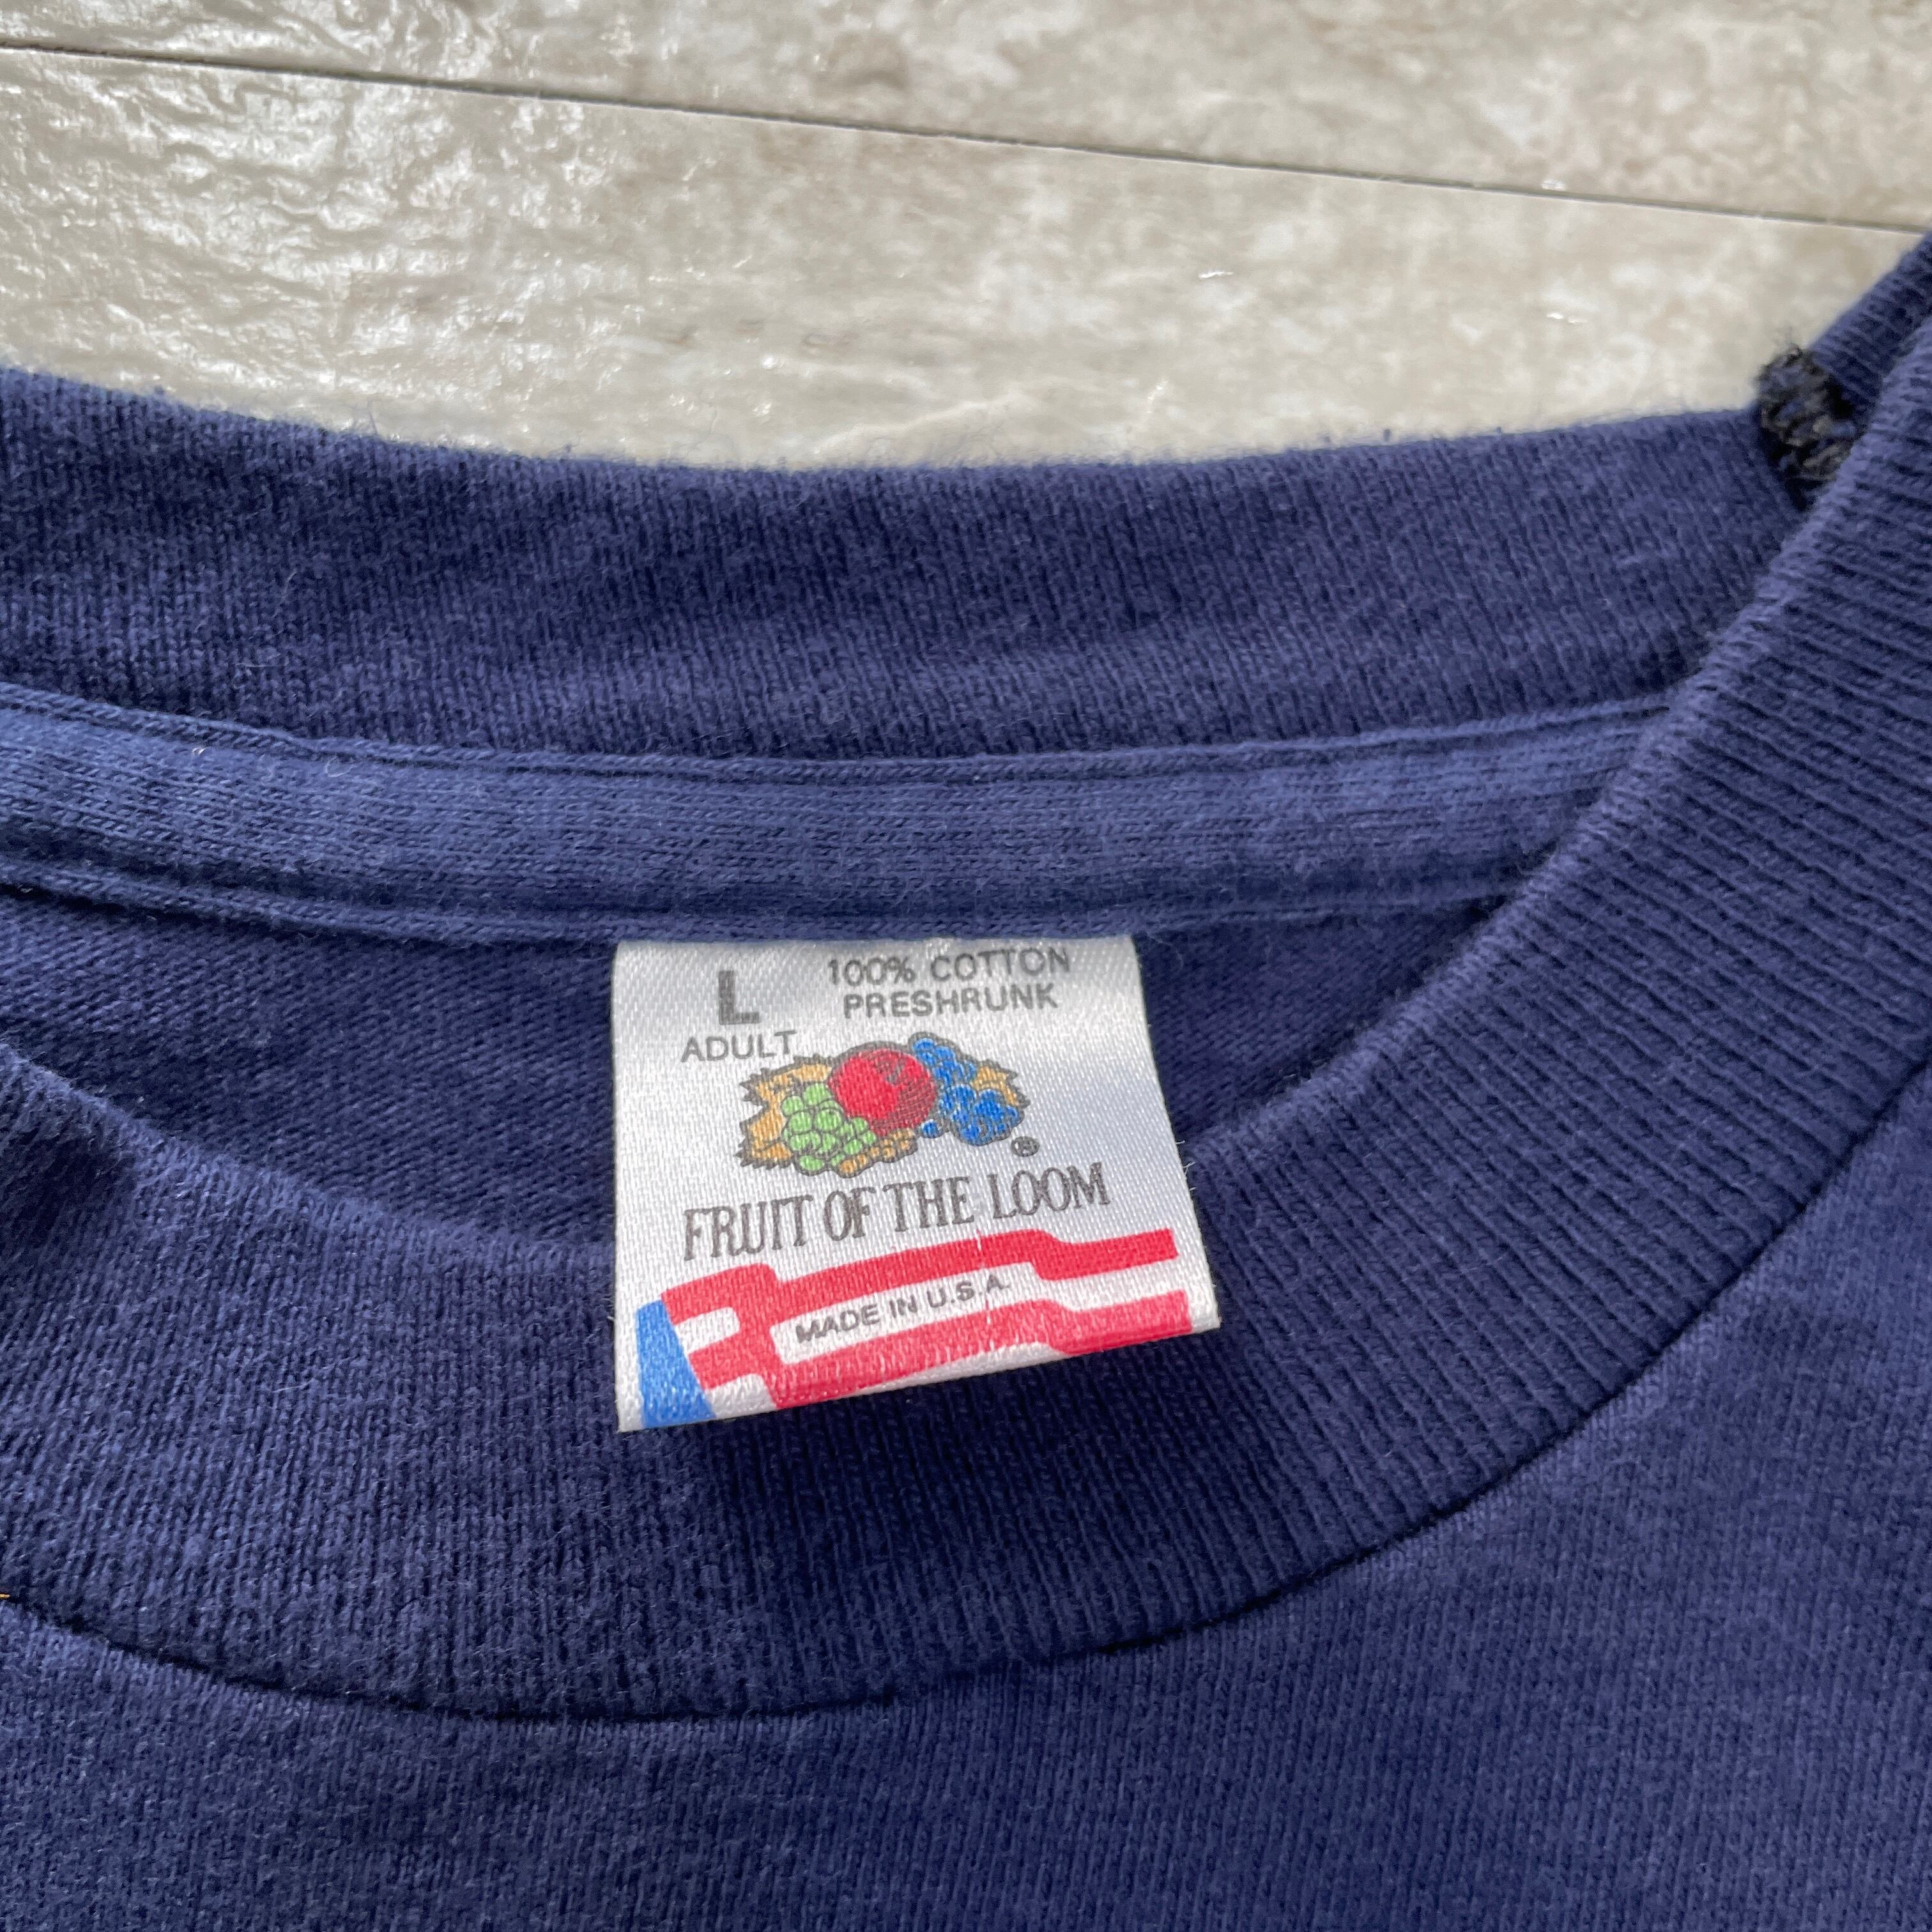 L
ADULT
100% COTTON
PRESHRUNK
®
FRUIT OF THE LOOM
MADE IN U.S.A.